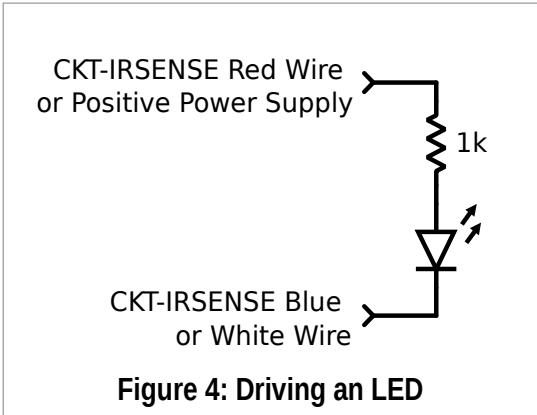 CKT-IRSENSE Red Wire
or Positive Power Supply
1k
CKT-IRSENSE Blue
or White Wire
Figure 4: Driving an LED